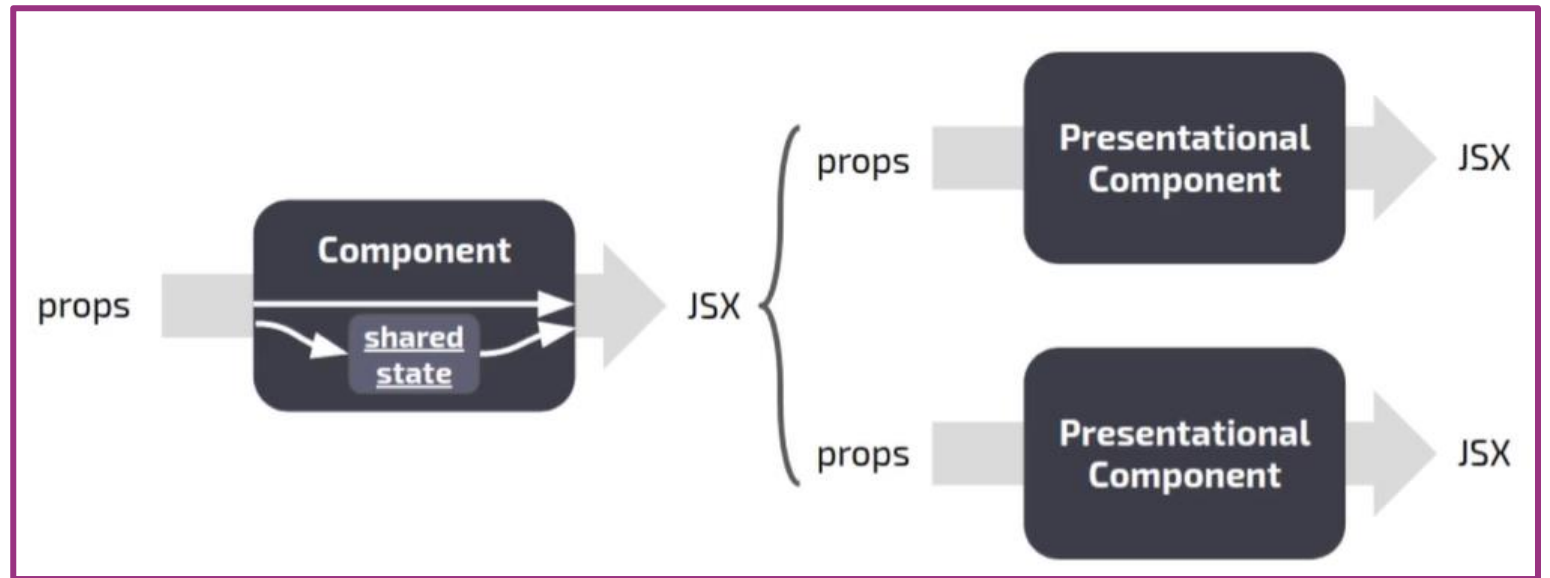 props
Component
shared
state
JSX
props
Presentational
Component
JSX
props
Presentational
Component
JSX